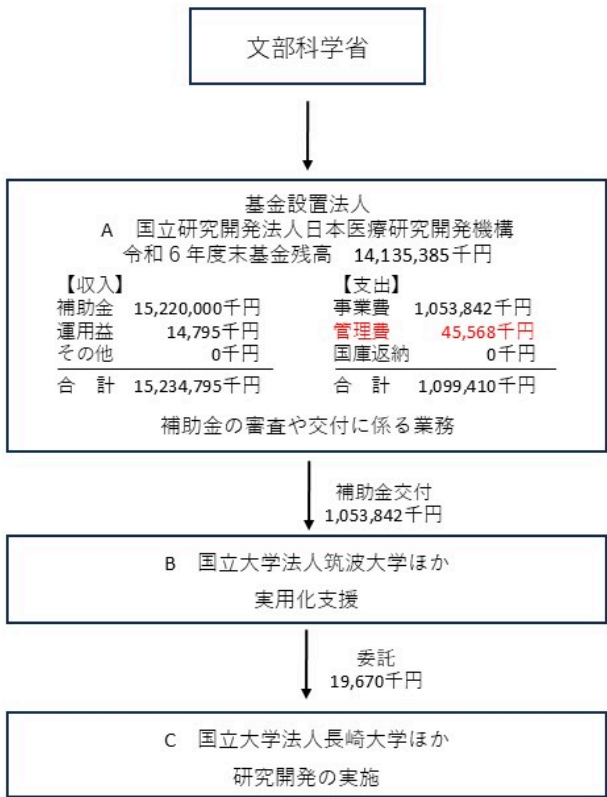 文部科学省
基金設置法人
A 国立研究開発法人日本医療研究開発機構
令和6年度末基金残高 14,135,385千円
【収入】 【支出】
補助金 15,220,000千円 事業費 1,053,842千円
運用益 14,795千円 管理費 45,568千円
その他 0千円 国庫返納 0千円
合 計 15,234,795千円 合 計 1,099,410千円
補助金の審査や交付に係る業務
補助金交付
1,053,842千円
B 国立大学法人筑波大学ほか
実用化支援
委託
19,670千円
C 国立大学法人長崎大学ほか
研究開発の実施